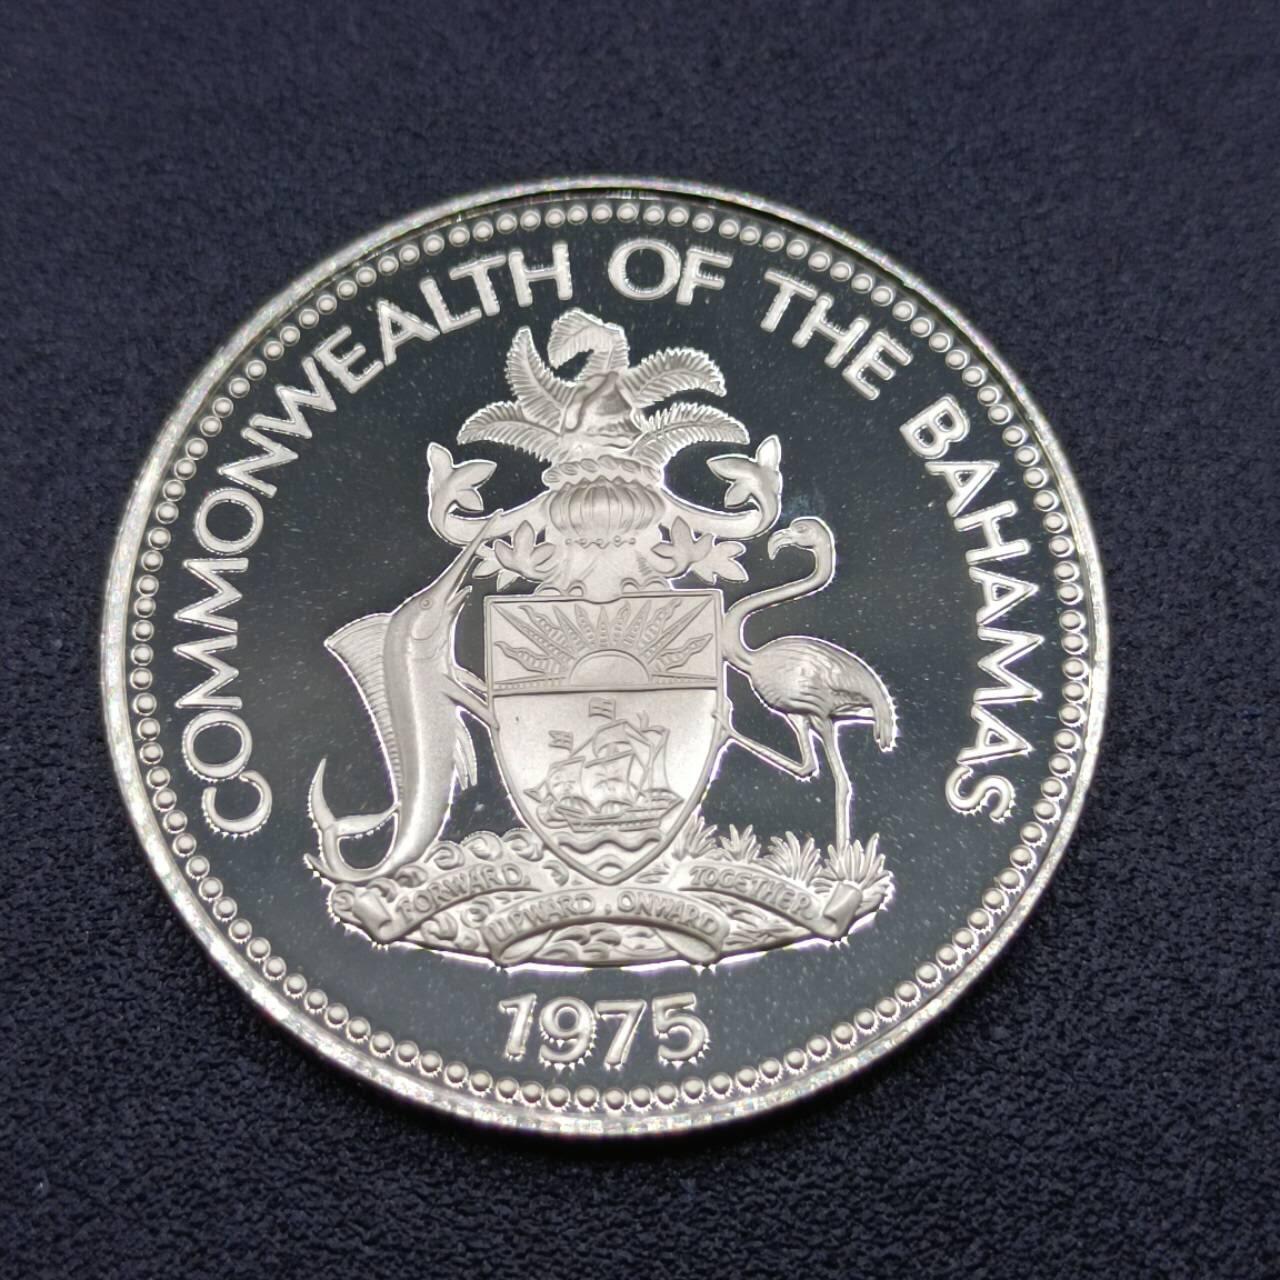 COMMONWEALTH OF THE BAHAMAS
FORWARD, UPWARD, ONWARD TOGETHER
1975